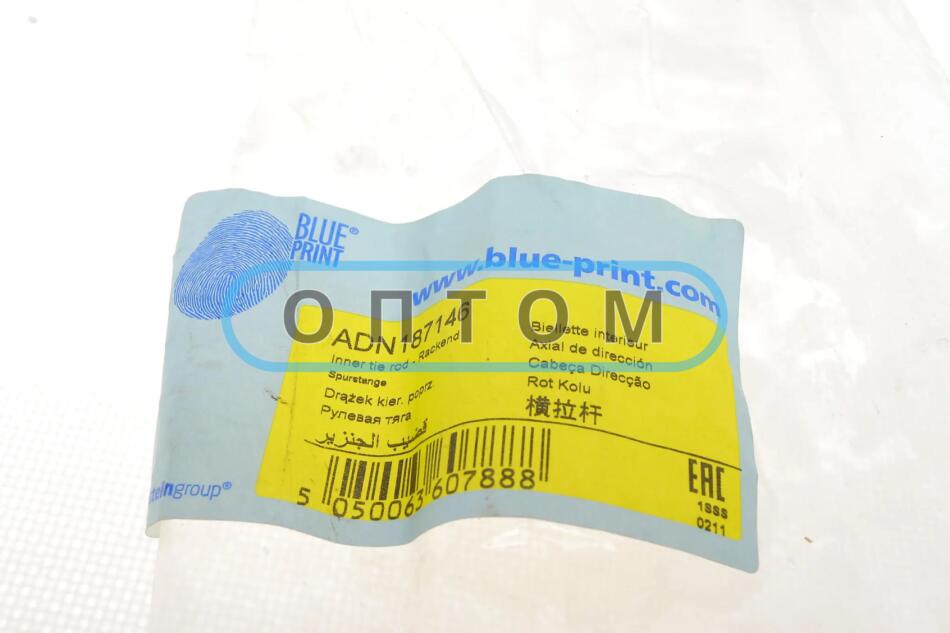 BLUE®
PRINT
www.blue-print.com
ОПТОМ
ADN187146
Inner tie rod - Rackend
Spurstange
Drążek kier. poprz.
Рулевая тяга
قضيب الجنزير
Biellette interieur
Axial de dirección
Cabeça Direcção
Rot Kolu
横拉杆
5 050063 607888
EAC
1SSS
0211
group®